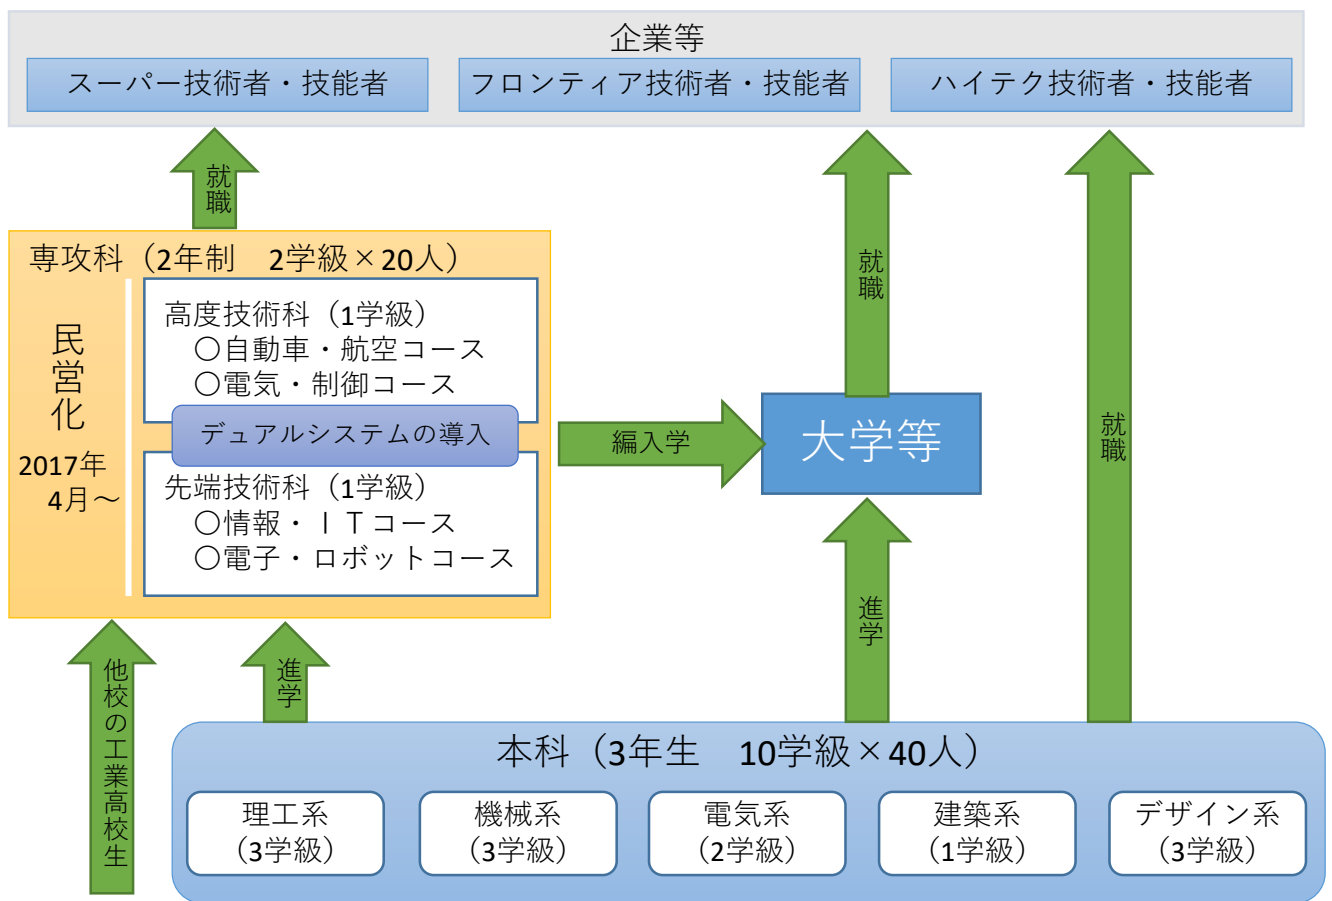 企業等
スーパー技術者・技能者
フロンティア技術者・技能者
ハイテク技術者・技能者
就職
就職
就職
専攻科（2年制　2学級×20人）
民営化
2017年
4月～
高度技術科（1学級）
〇自動車・航空コース
〇電気・制御コース
デュアルシステムの導入
先端技術科（1学級）
〇情報・ＩＴコース
〇電子・ロボットコース
編入学
大学等
他校の工業高校生
進学
進学
本科（3年生　10学級×40人）
理工系
（3学級）
機械系
（3学級）
電気系
（2学級）
建築系
（1学級）
デザイン系
（3学級）